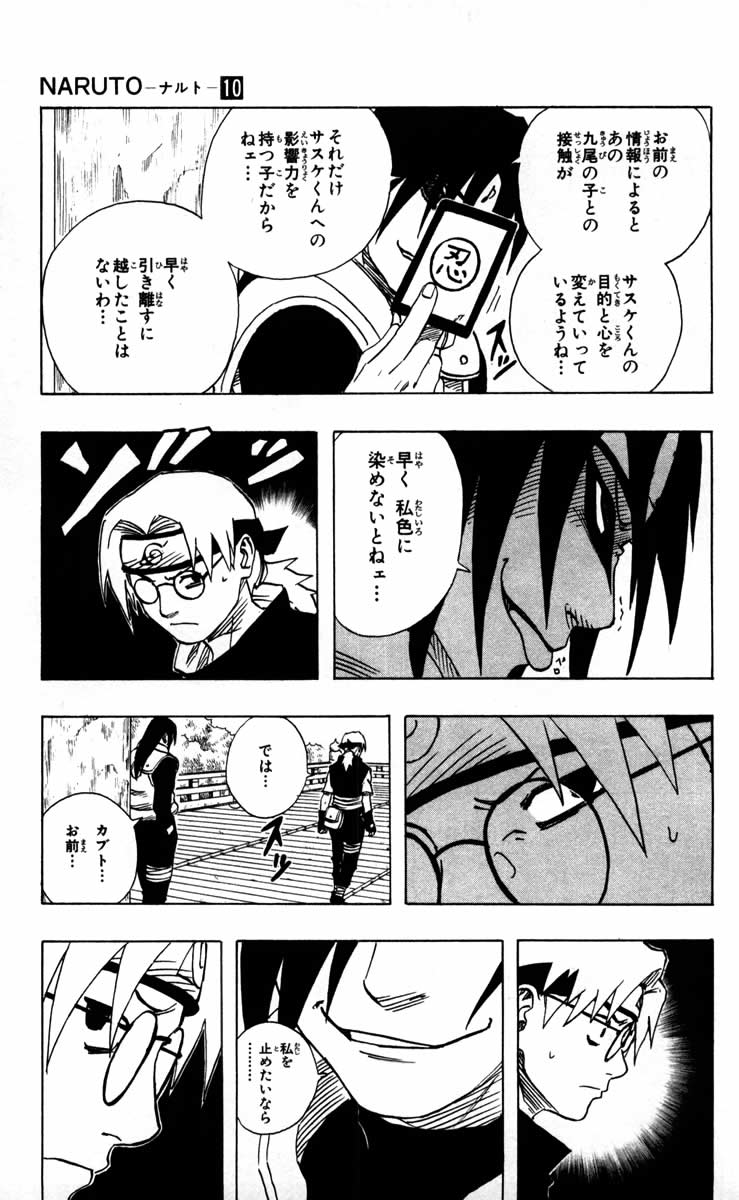 NARUTO―ナルト―10
お前の
情報によると
あの
九尾の子との
接触が
サスケくんの
目的と心を
変えていって
いるようね…
忍
ズッ
それだけ
サスケくんへの
影響力を
持つ子だから
ねェ…
早く
引き離すに
越したことは
ないわ…
早く私色に
染めないとねェ…
ゾッ
では…
スッ
カブト…
お前…
私を
止めたいなら
………